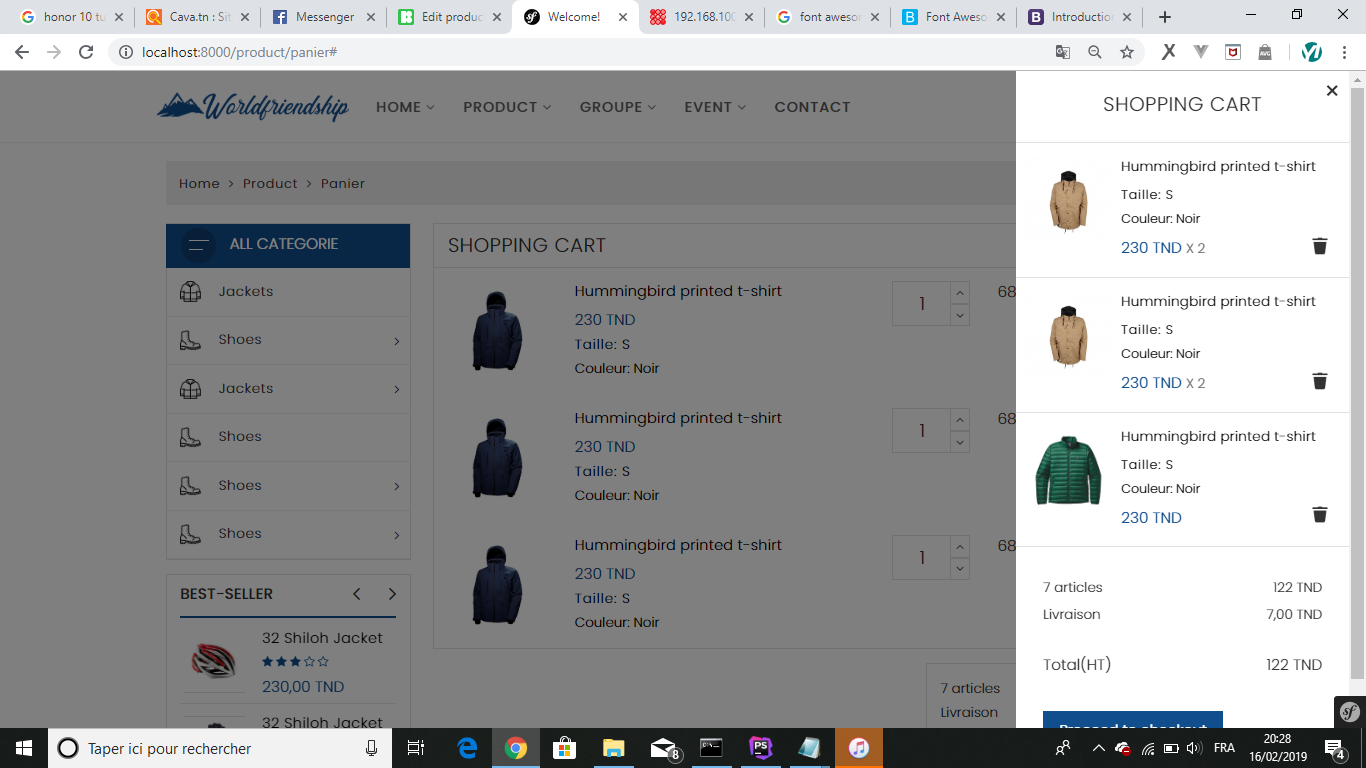 honor 10 tu
Cava.tn : Sit
Messenger
Edit produc
Welcome!
192.168.100
font awesor
Font Aweso
Introduction
localhost:8000/product/panier#
Worldfriendship
HOME
PRODUCT
GROUPE
EVENT
CONTACT
Home > Product > Panier
ALL CATEGORIE
Jackets
Shoes
Jackets
Shoes
Shoes
Shoes
BEST-SELLER
32 Shiloh Jacket
230,00 TND
32 Shiloh Jacket
SHOPPING CART
Hummingbird printed t-shirt
230 TND
Taille: S
Couleur: Noir
1
68
Hummingbird printed t-shirt
230 TND
Taille: S
Couleur: Noir
1
68
Hummingbird printed t-shirt
230 TND
Taille: S
Couleur: Noir
1
68
7 articles
Livraison
SHOPPING CART
Hummingbird printed t-shirt
Taille: S
Couleur: Noir
230 TND X 2
Hummingbird printed t-shirt
Taille: S
Couleur: Noir
230 TND X 2
Hummingbird printed t-shirt
Taille: S
Couleur: Noir
230 TND
7 articles 122 TND
Livraison 7,00 TND
Total(HT) 122 TND
Proceed to checkout
Taper ici pour rechercher
8
PS
FRA
20:28
16/02/2019
4